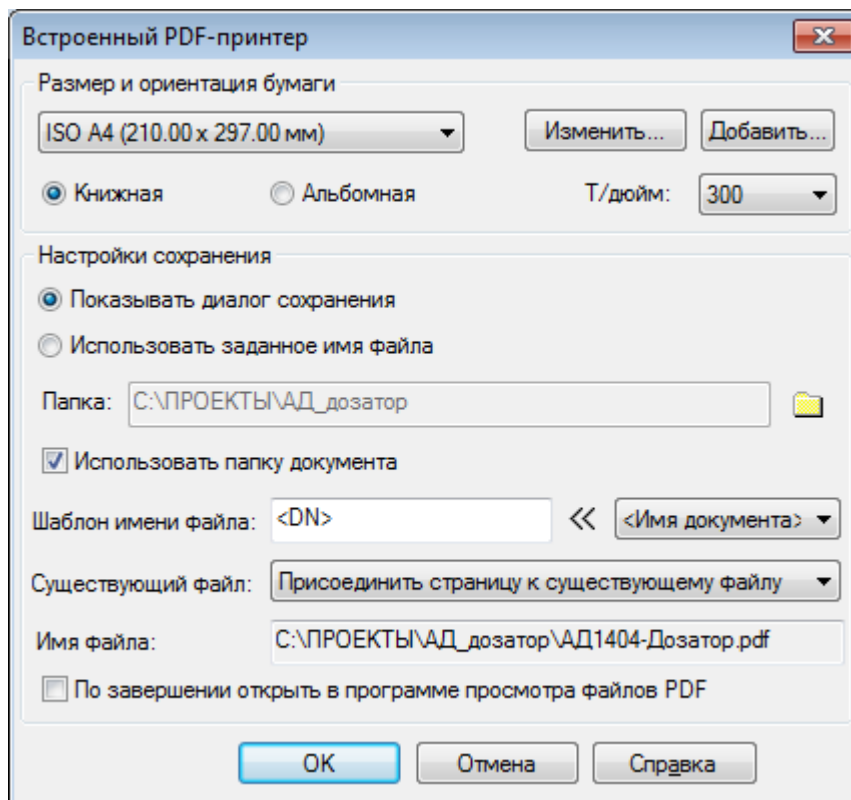 Встроенный PDF-принтер
Размер и ориентация бумаги
ISO A4 (210.00 x 297.00 мм) Изменить... Добавить...
Книжная Альбомная Т/дюйм: 300
Настройки сохранения
Показывать диалог сохранения
Использовать заданное имя файла
Папка: C:\ПРОЕКТЫ\АД_дозатор
Использовать папку документа
Шаблон имени файла: <DN> << <Имя документа>
Существующий файл: Присоединить страницу к существующему файлу
Имя файла: C:\ПРОЕКТЫ\АД_дозатор\АД1404-Дозатор.pdf
По завершении открыть в программе просмотра файлов PDF
OK Отмена Справка